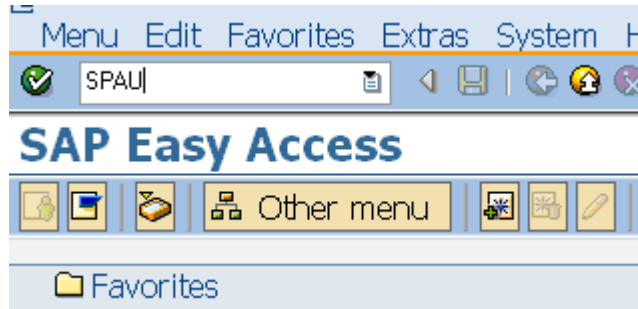 Menu Edit Favorites Extras System
SPAU
SAP Easy Access
Other menu
Favorites